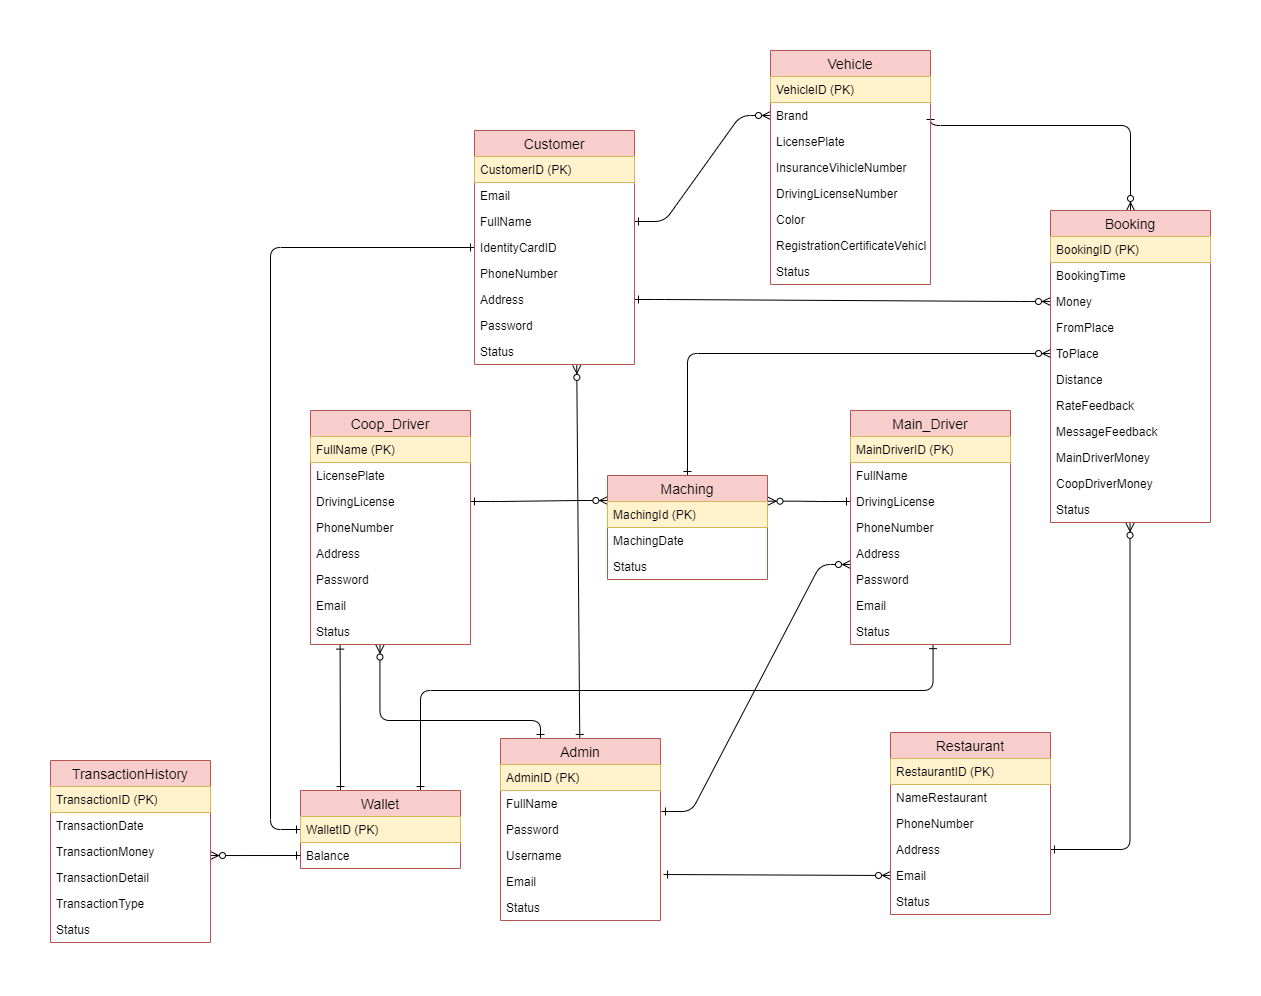 Vehicle
VehicleID (PK)
Brand
LicensePlate
InsuranceVihicleNumber
DrivingLicenseNumber
Color
RegistrationCertificateVehicl
Status
Customer
CustomerID (PK)
Email
FullName
IdentityCardID
PhoneNumber
Address
Password
Status
Booking
BookingID (PK)
BookingTime
Money
FromPlace
ToPlace
Distance
RateFeedback
MessageFeedback
MainDriverMoney
CoopDriverMoney
Status
Coop_Driver
FullName (PK)
LicensePlate
DrivingLicense
PhoneNumber
Address
Password
Email
Status
Maching
MachingId (PK)
MachingDate
Status
Main_Driver
MainDriverID (PK)
FullName
DrivingLicense
PhoneNumber
Address
Password
Email
Status
TransactionHistory
TransactionID (PK)
TransactionDate
TransactionMoney
TransactionDetail
TransactionType
Status
Wallet
WalletID (PK)
Balance
Admin
AdminID (PK)
FullName
Password
Username
Email
Status
Restaurant
RestaurantID (PK)
NameRestaurant
PhoneNumber
Address
Email
Status